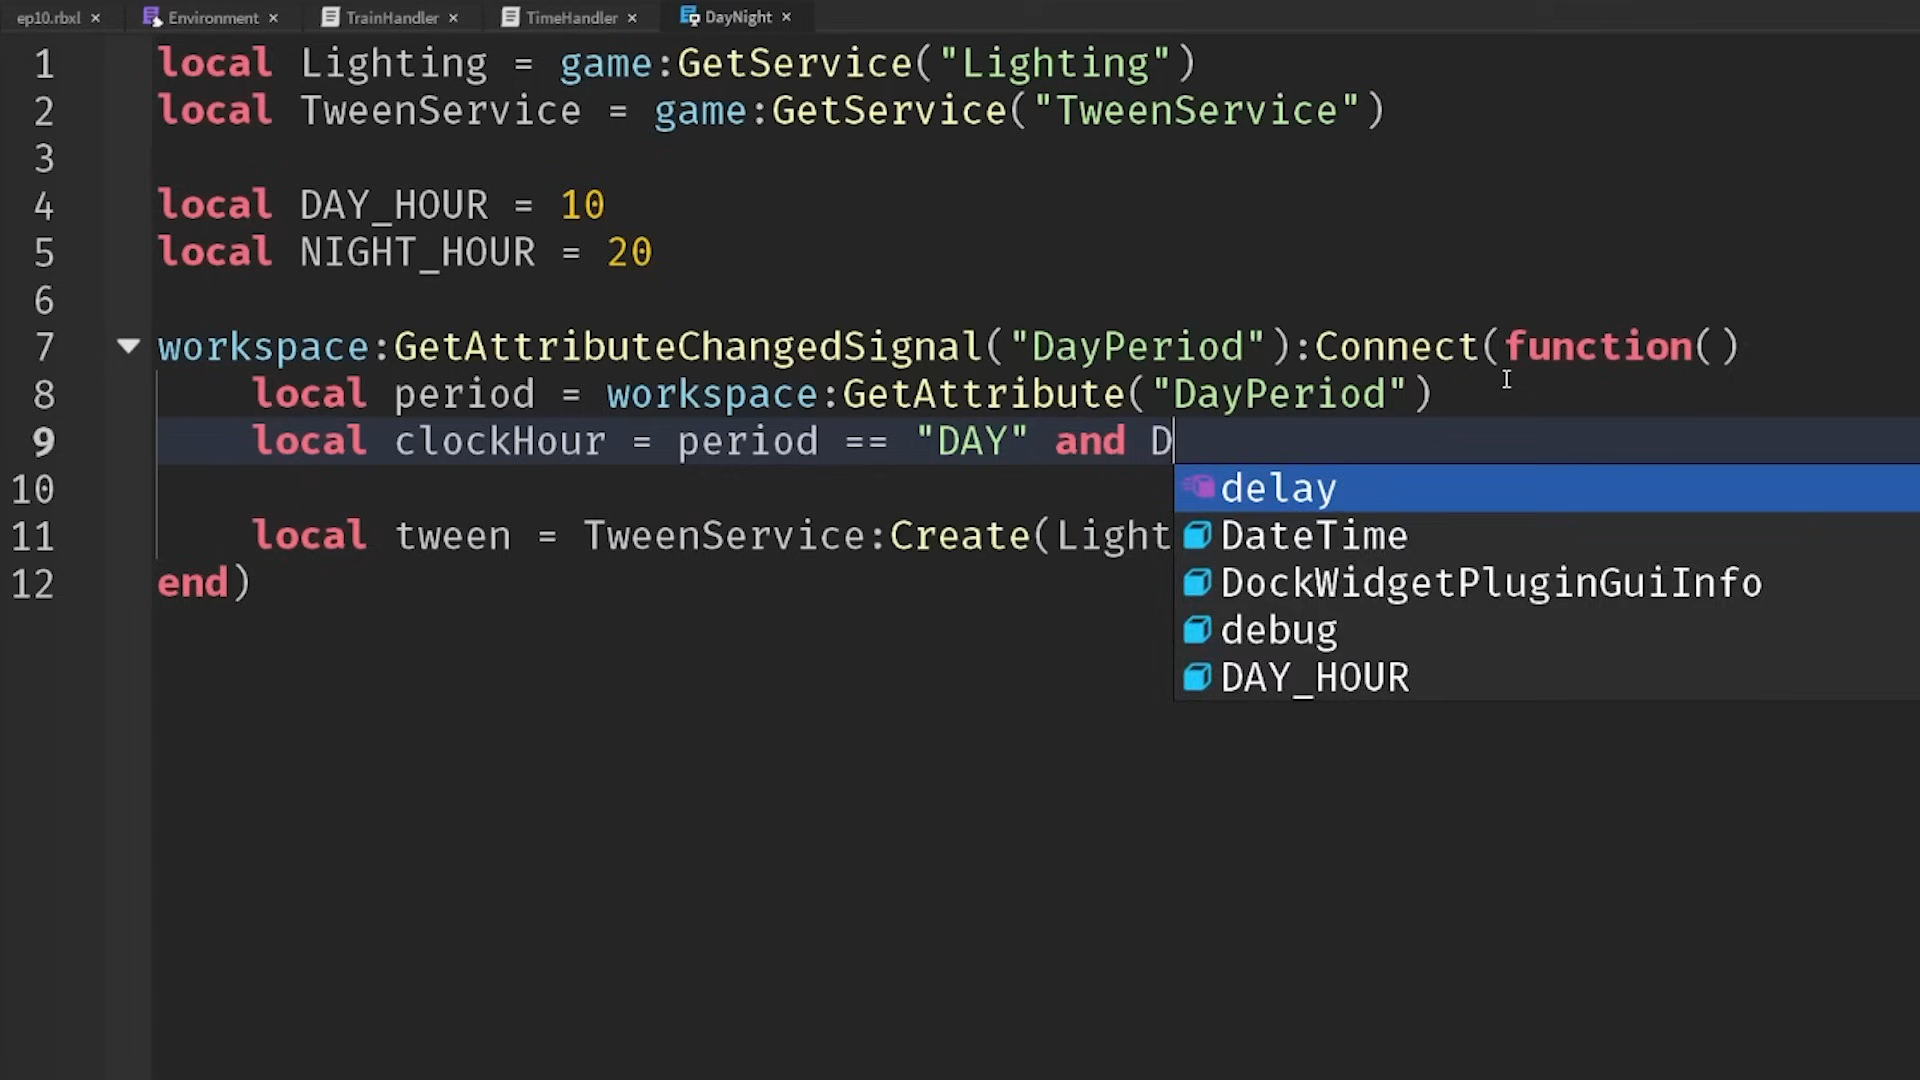 ep10.rbxl × Environment × TrainHandler × TimeHandler × DayNight ×
1 local Lighting = game:GetService("Lighting")
2 local TweenService = game:GetService("TweenService")
3
4 local DAY_HOUR = 10
5 local NIGHT_HOUR = 20
6
7 workspace:GetAttributeChangedSignal("DayPeriod"):Connect(function()
8 local period = workspace:GetAttribute("DayPeriod")
9 local clockHour = period == "DAY" and D
10 delay
11 local tween = TweenService:Create(Light DateTime
12 end) DockWidgetPluginGuiInfo
debug
DAY_HOUR